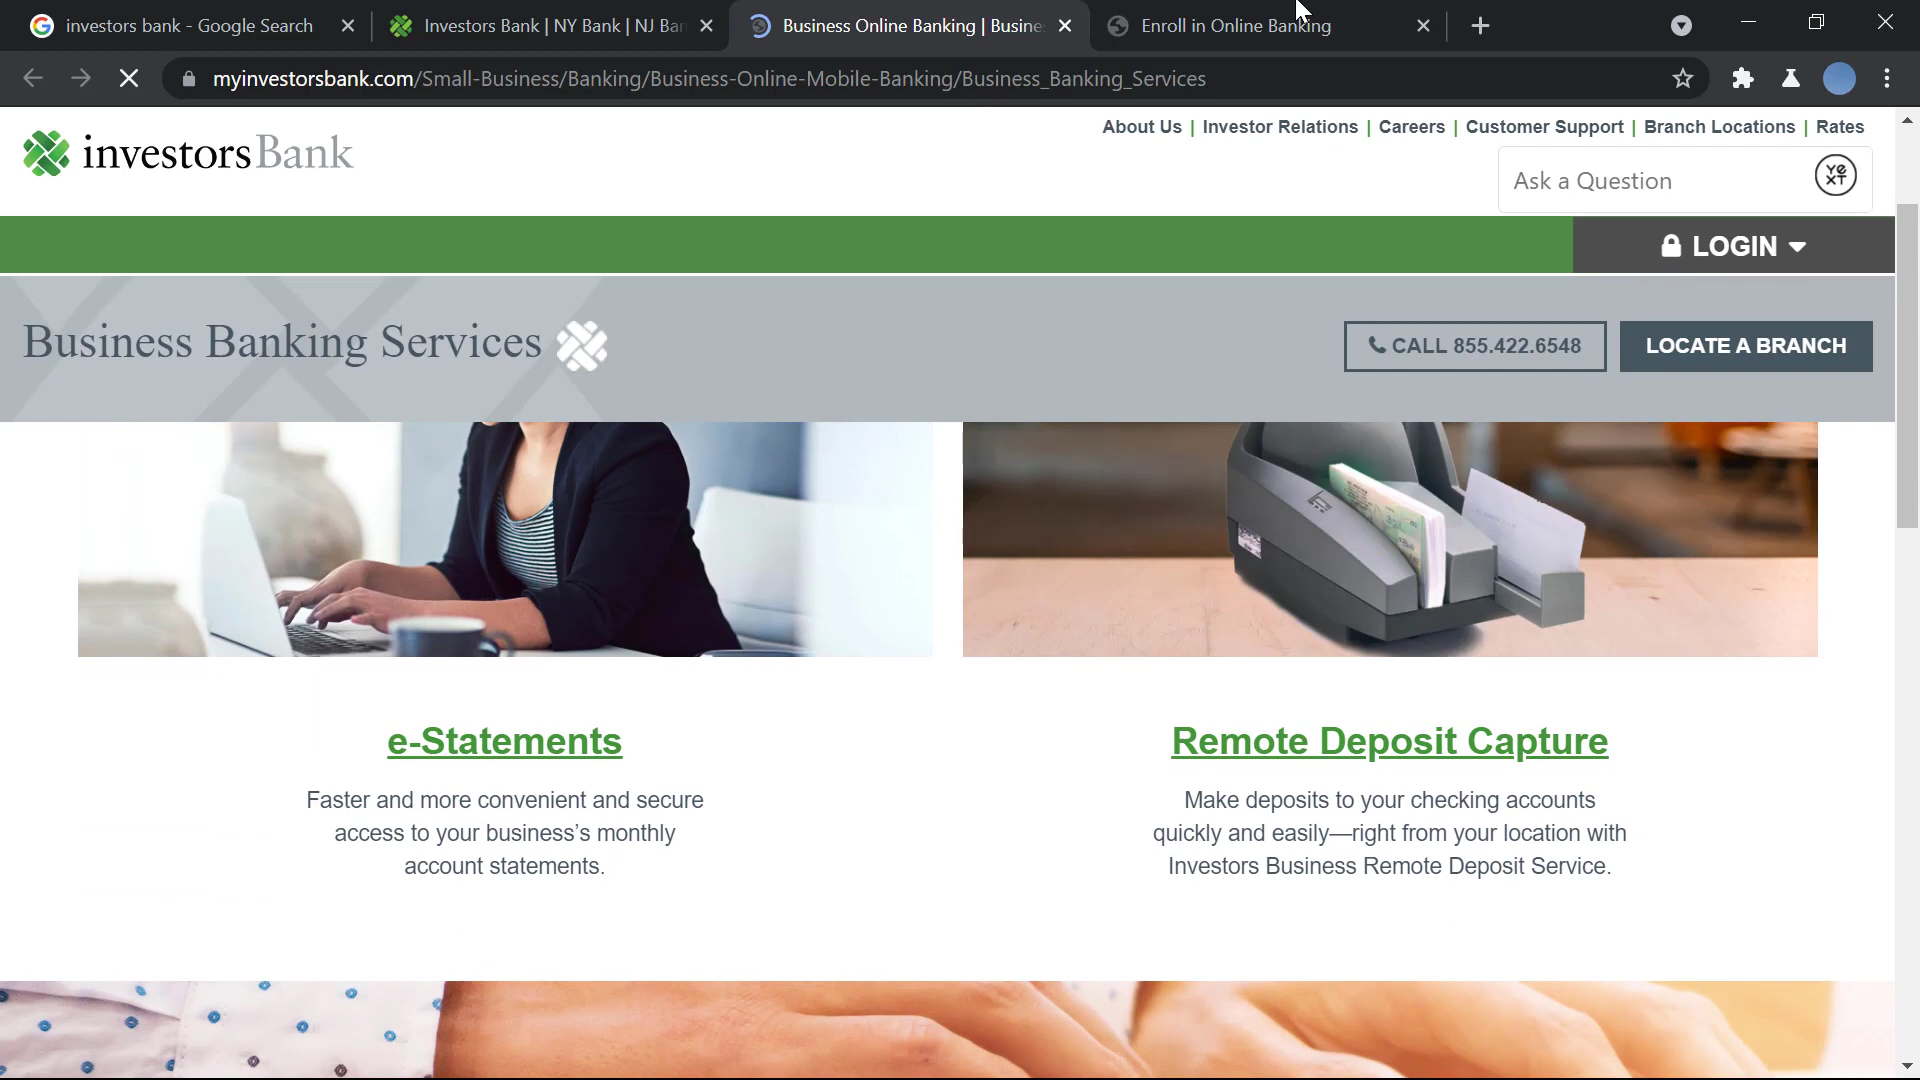 investors bank - Google Search
Investors Bank | NY Bank | NJ Ba
Business Online Banking | Busine
Enroll in Online Banking
myinvestorsbank.com/Small-Business/Banking/Business-Online-Mobile-Banking/Business_Banking_Services
About Us | Investor Relations | Careers | Customer Support | Branch Locations | Rates
investorsBank
Ask a Question
YEXT
LOGIN
Business Banking Services
CALL 855.422.6548
LOCATE A BRANCH
e-Statements
Remote Deposit Capture
Faster and more convenient and secure
access to your business's monthly
account statements.
Make deposits to your checking accounts
quickly and easily—right from your location with
Investors Business Remote Deposit Service.